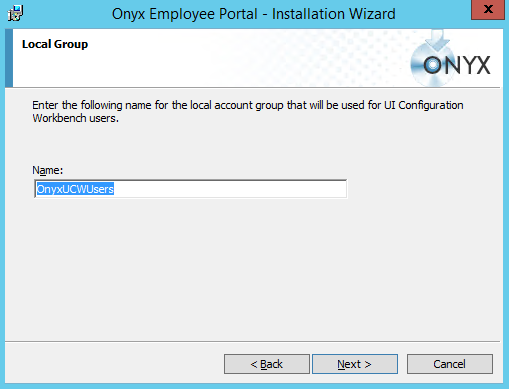 Onyx Employee Portal - Installation Wizard
x
Local Group
ONYX
Enter the following name for the local account group that will be used for UI Configuration
Workbench users.
Name:
OnyxUCWUsers
< Back
Next >
Cancel